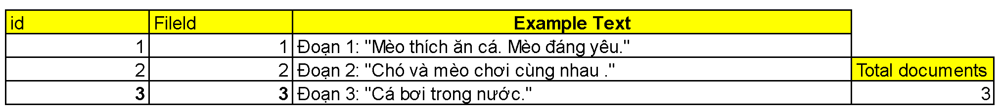 id FileId Example Text
1 1 Đoạn 1: "Mèo thích ăn cá. Mèo đáng yêu."
2 2 Đoạn 2: "Chó và mèo chơi cùng nhau ." Total documents
3 3 Đoạn 3: "Cá bơi trong nước." 3